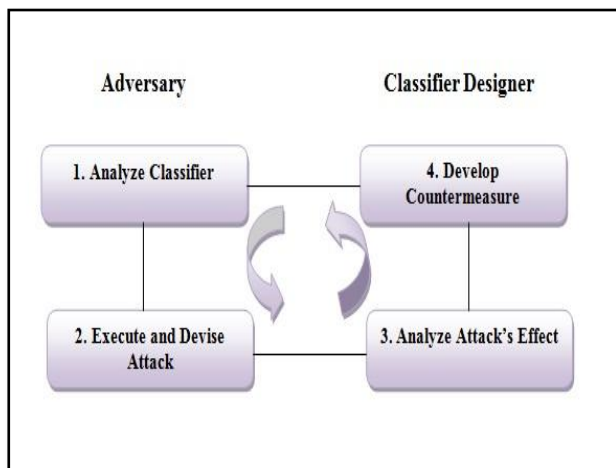 Adversary
Classifier Designer
1. Analyze Classifier
4. Develop
Countermeasure
2. Execute and Devise
Attack
3. Analyze Attack's Effect